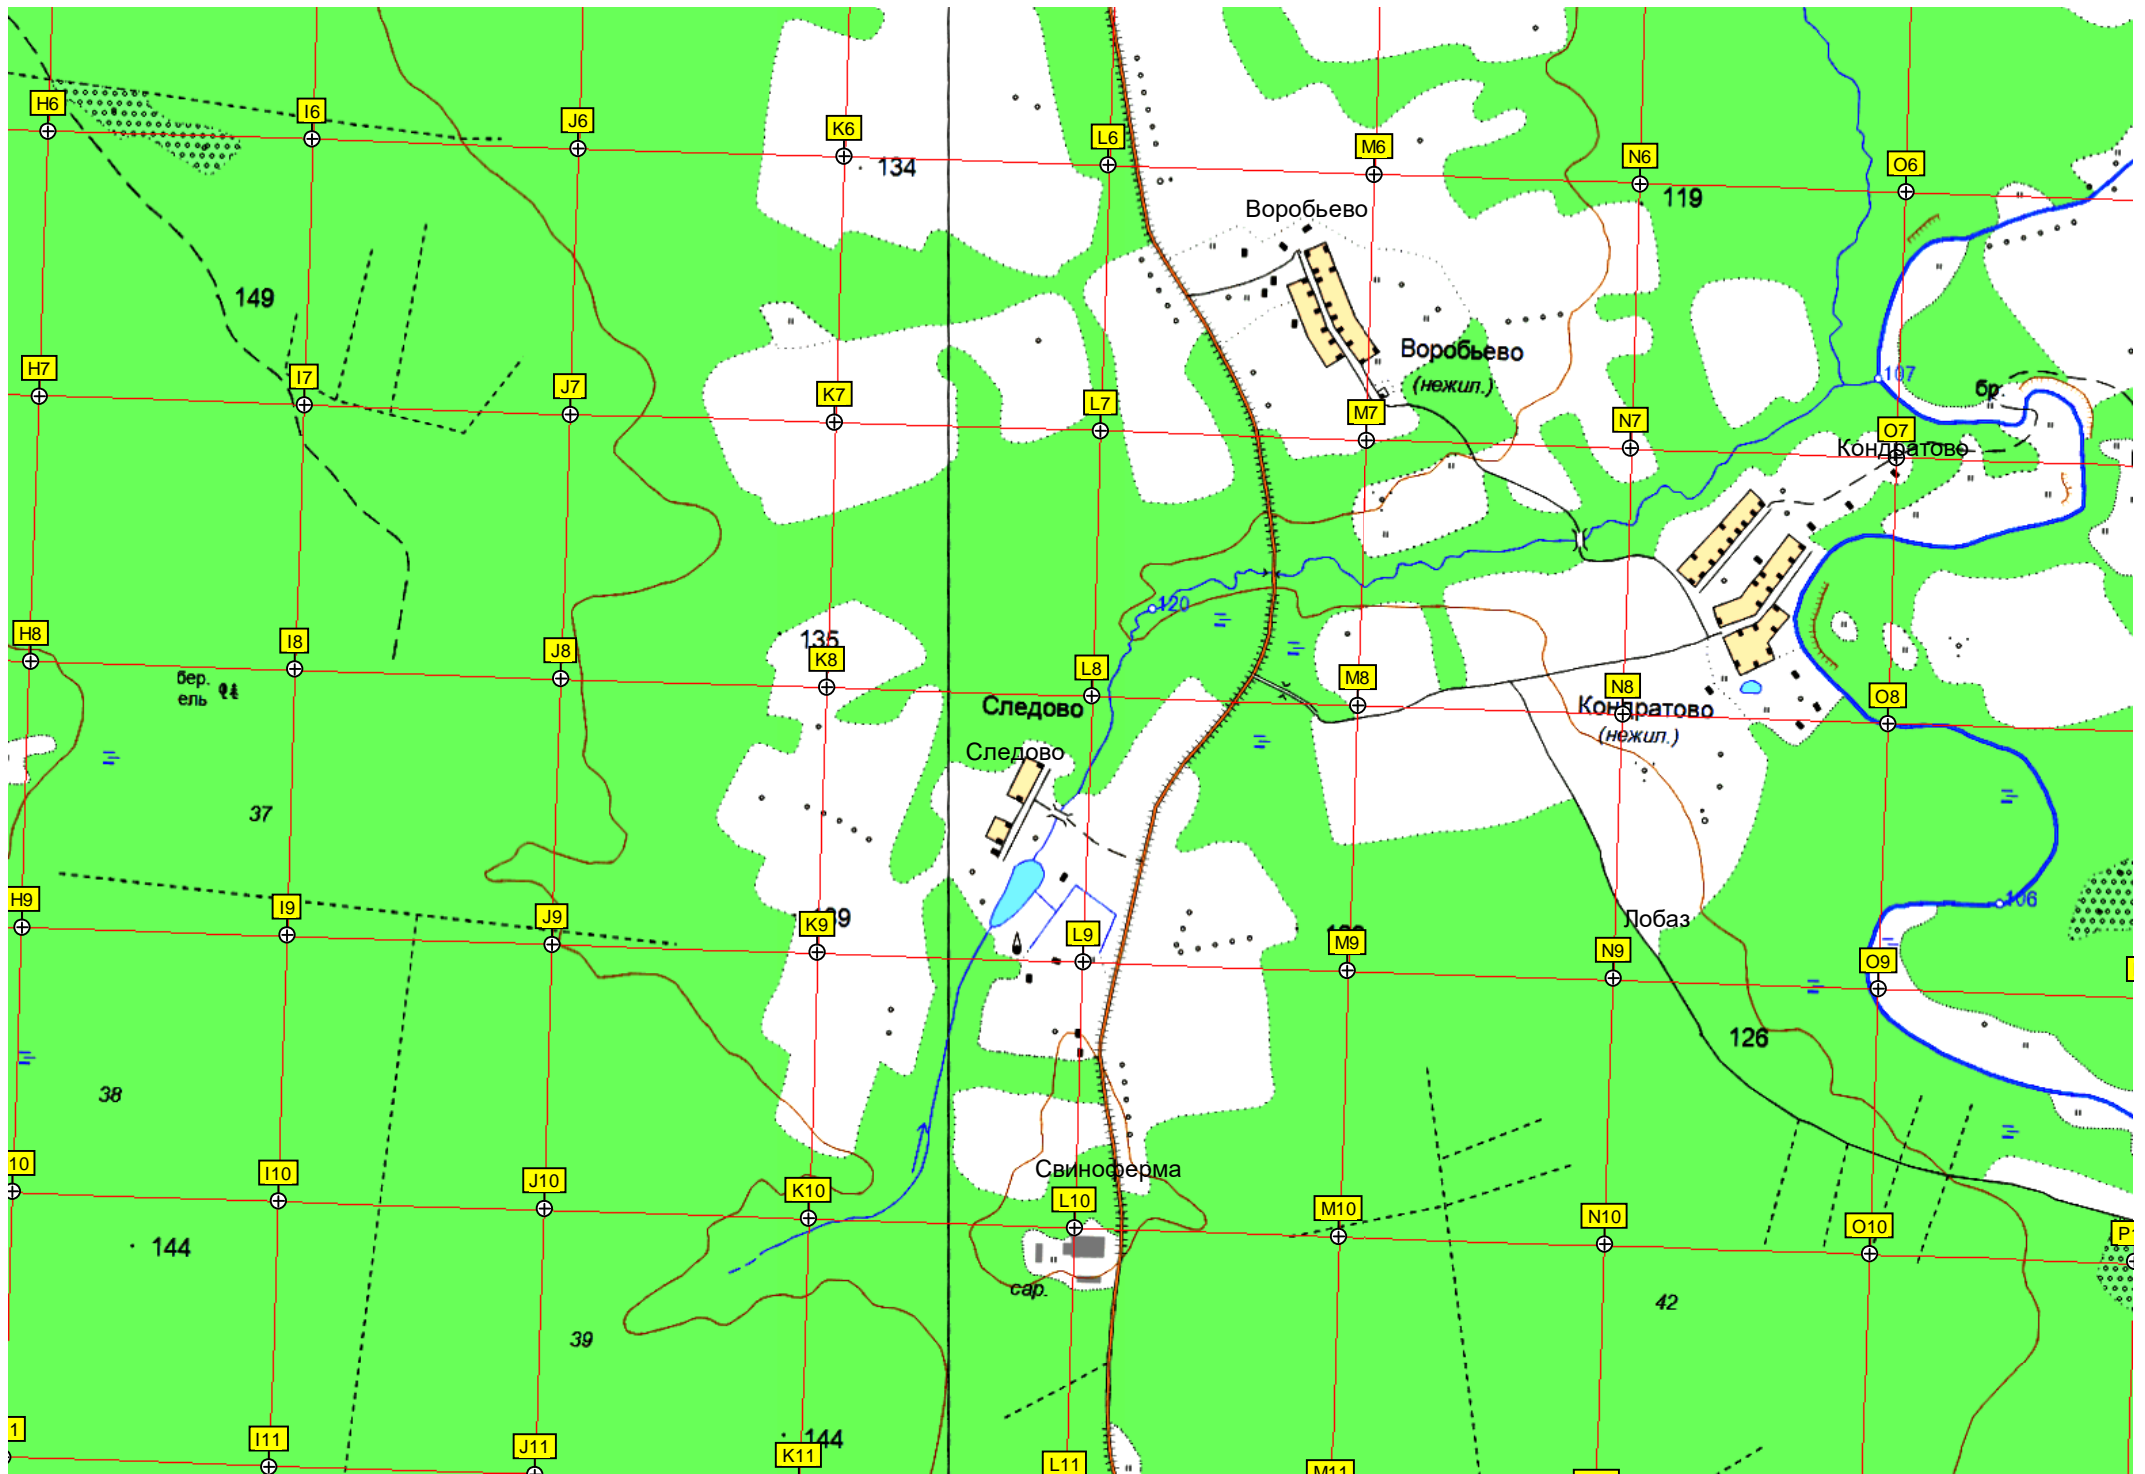 H6
I6
J6
K6
L6
M6
N6
O6
134
119
Воробьево
149
Воробьево
(нежил.)
107
бр.
H7
I7
J7
K7
L7
M7
N7
O7
Кондратово
120
135
H8
I8
J8
K8
L8
M8
N8
O8
бер.
ель
Следово
Кондратово
(нежил.)
Следово
37
106
H9
I9
J9
K9
L9
M9
N9
O9
Лобаз
126
38
Свиноферма
10
I10
J10
K10
L10
M10
N10
O10
144
сар.
42
39
144
1
I11
J11
K11
L11
M11